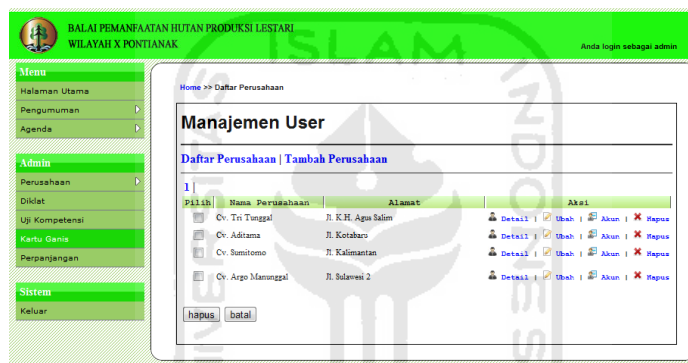 BALAI PEMANFAATAN HUTAN PRODUKSI LESTARI
WILAYAH X PONTIANAK
Anda login sebagai admin
Menu
Halaman Utama
Pengumuman
Agenda
Admin
Perusahaan
Diklat
Uji Kompetensi
Kartu Ganis
Perpanjangan
Sistem
Keluar
Home >> Daftar Perusahaan
Manajemen User
Daftar Perusahaan | Tambah Perusahaan
1 |
Pilih Nama Perusahaan Alamat Aksi
Cv. Tri Tunggal Jl. K.H. Agus Salim Detail | Ubah | Akun | Hapus
Cv. Aditama Jl. Kotabaru Detail | Ubah | Akun | Hapus
Cv. Sumitomo Jl. Kalimantan Detail | Ubah | Akun | Hapus
Cv. Argo Manunggal Jl. Sulawesi 2 Detail | Ubah | Akun | Hapus
hapus batal
ISLAM